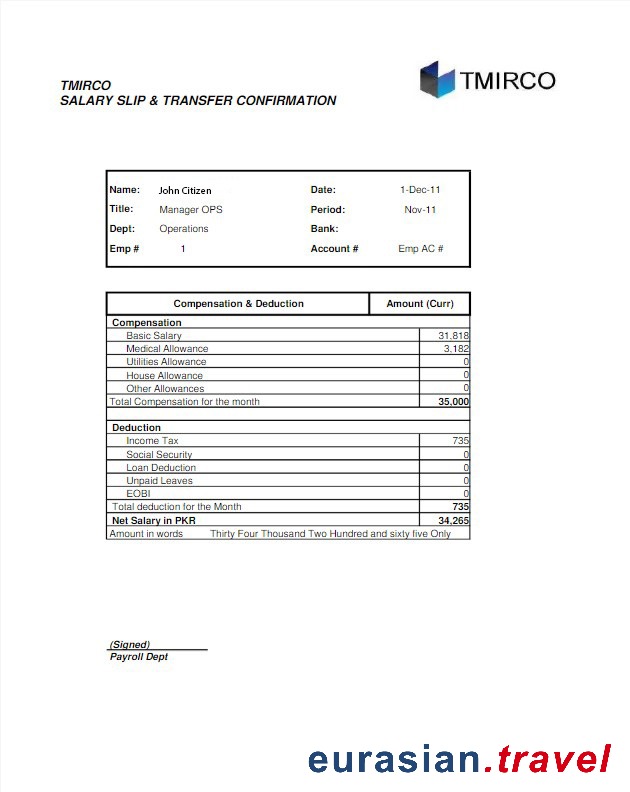 TMIRCO
TMIRCO
SALARY SLIP & TRANSFER CONFIRMATION
Name: John Citizen Date: 1-Dec-11
Title: Manager OPS Period: Nov-11
Dept: Operations Bank:
Emp # 1 Account # Emp AC #
Compensation & Deduction Amount (Curr)
Compensation
Basic Salary 31,818
Medical Allowance 3,182
Utilities Allowance 0
House Allowance 0
Other Allowances 0
Total Compensation for the month 35,000
Deduction
Income Tax 735
Social Security 0
Loan Deduction 0
Unpaid Leaves 0
EOBI 0
Total deduction for the Month 735
Net Salary in PKR 34,265
Amount in words Thirty Four Thousand Two Hundred and sixty five Only
(Signed)
Payroll Dept
eurasian.travel